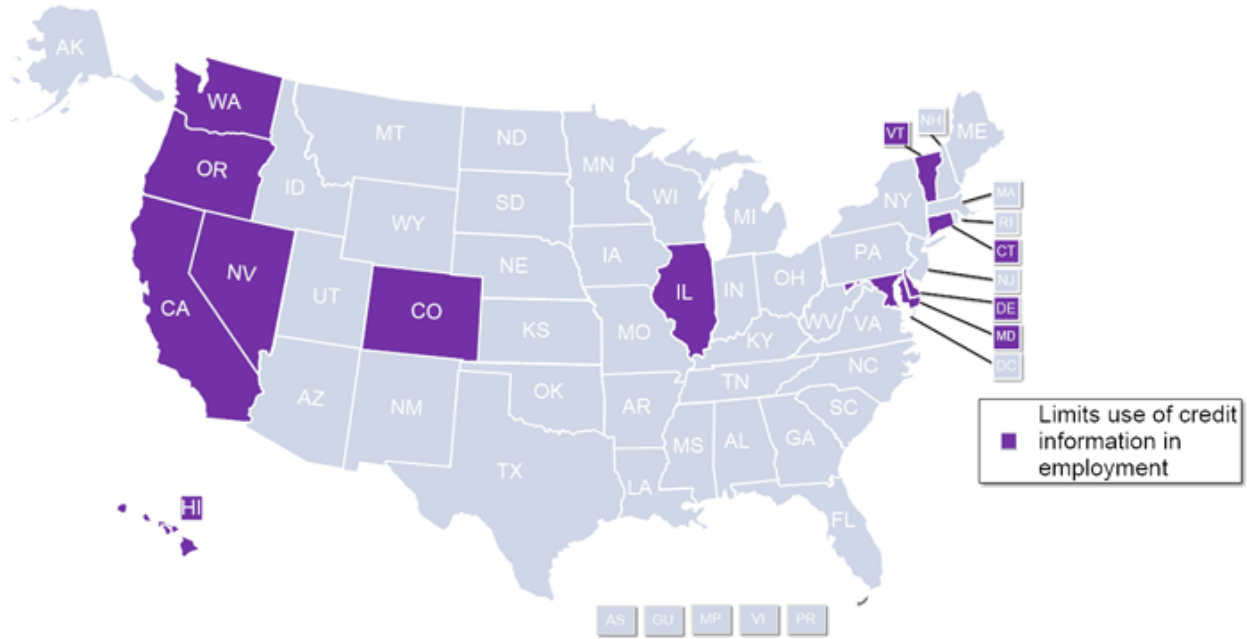 AK
WA
MT
ND
MN
VT
NH
ME
OR
ID
WY
SD
WI
MI
NY
MA
RI
CT
NJ
DE
MD
DC
NV
UT
CO
NE
IA
IL
IN
OH
PA
CA
KS
MO
KY
WV
VA
AZ
NM
OK
AR
TN
NC
SC
TX
LA
MS
AL
GA
FL
HI
Limits use of credit
information in
employment
AS GU MP VI PR